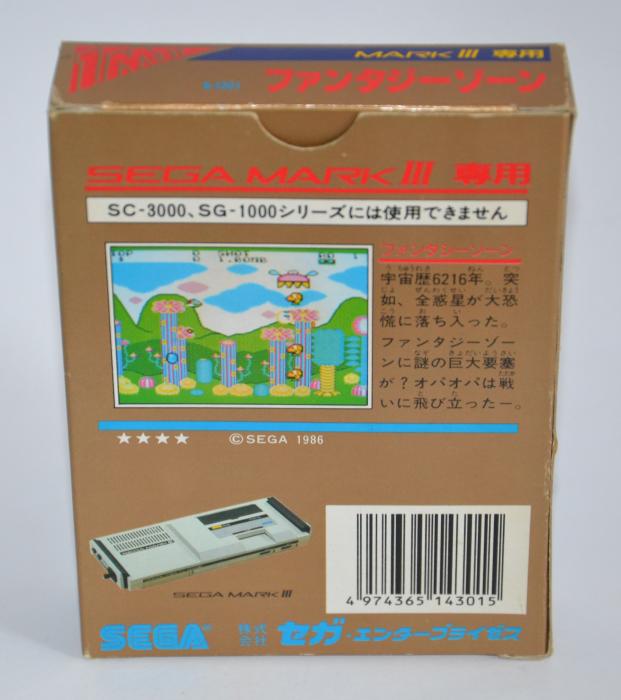 MARK III 専用
ファンタジーゾーン
SEGA MARK III 専用
SC-3000、SG-1000シリーズには使用できません
ファンタジーゾーン
宇宙歴6216年。突
如、全惑星が大恐
慌に落ち入った。
ファンタジーゾー
ンに謎の巨大要塞
が？オパオパは戦
いに飛び立ったー。
★★★★ ©SEGA 1986
SEGA MARK III
4 974365 143015
SEGA® 株式会社 セガ・エンタープライゼス